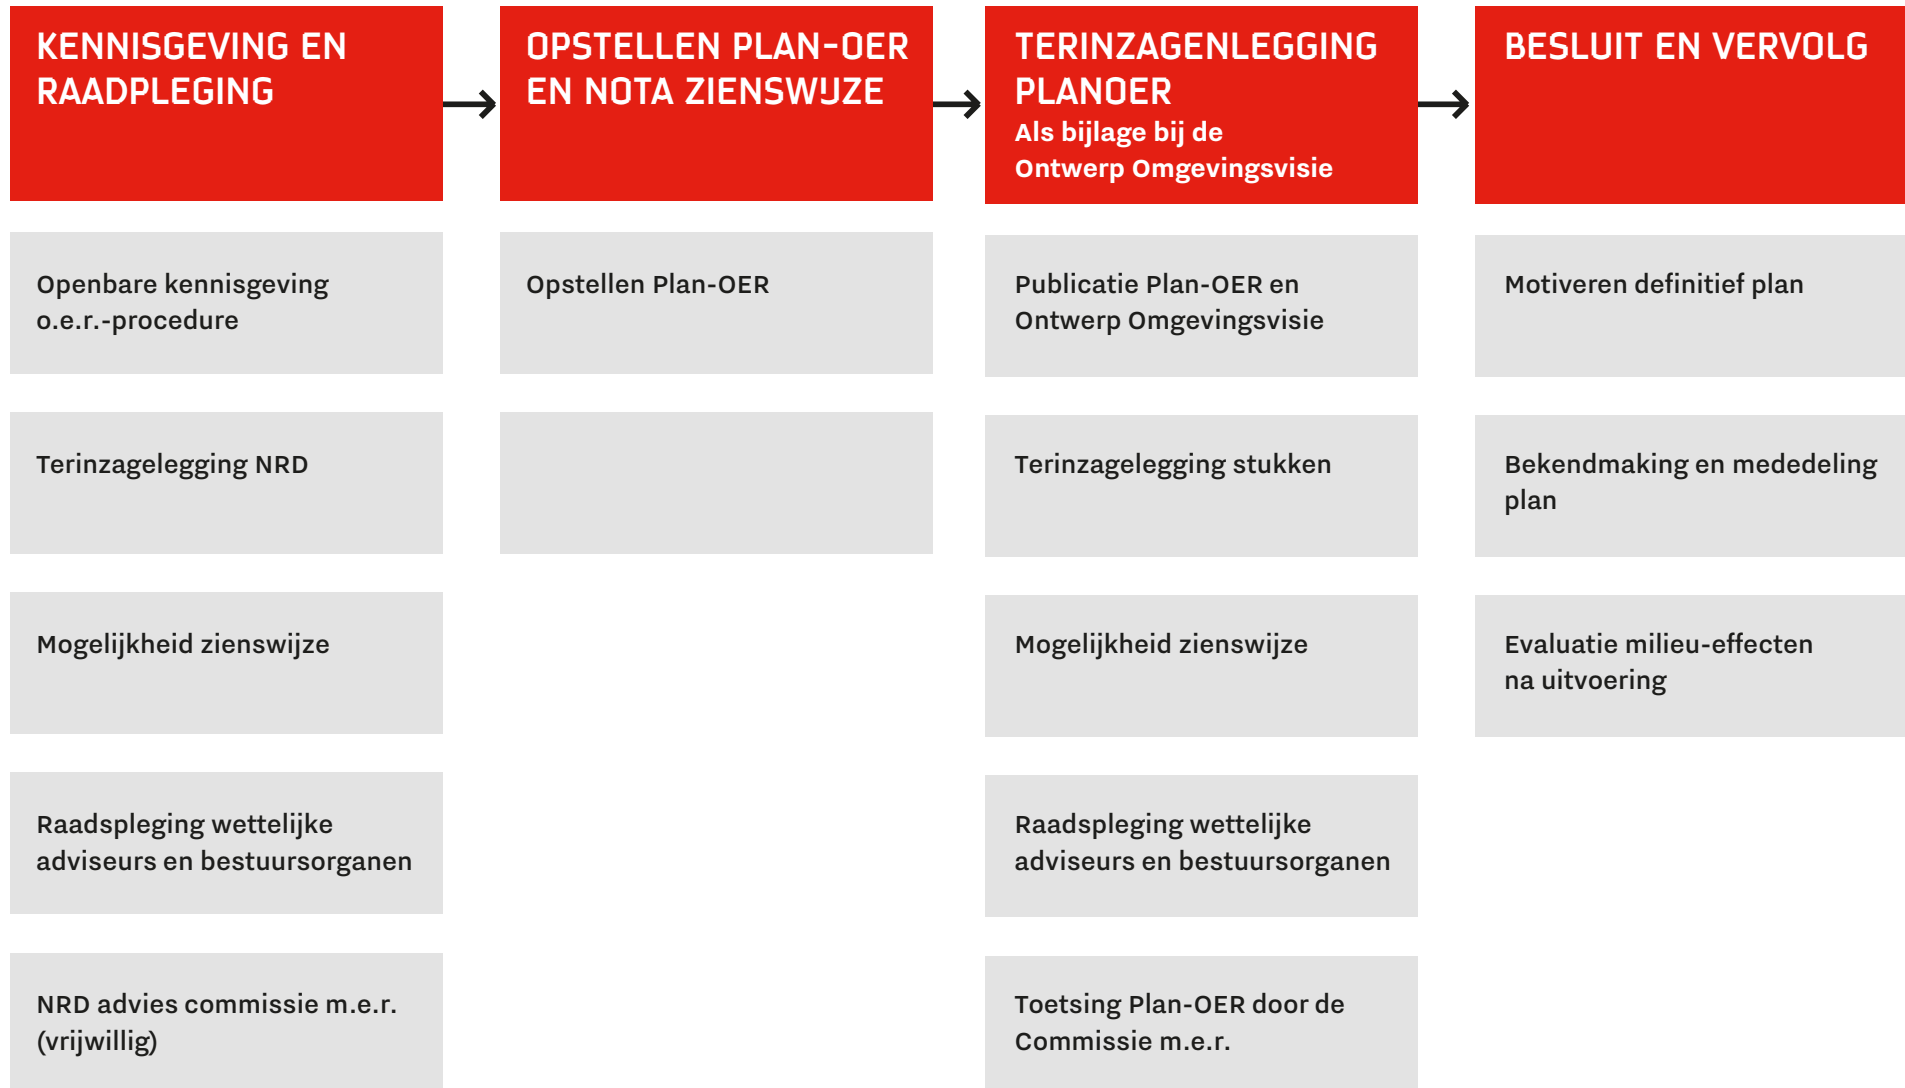 KENNISGEVING EN
RAADPLEGING
Openbare kennisgeving
o.e.r.-procedure
Terinzagelegging NRD
Mogelijkheid zienswijze
Raadspleging wettelijke
adviseurs en bestuursorganen
NRD advies commissie m.e.r.
(vrijwillig)
OPSTELLEN PLAN-OER
EN NOTA ZIENSWIJZE
Opstellen Plan-OER
TERINZAGENLEGGING
PLANOER
Als bijlage bij de
Ontwerp Omgevingsvisie
Publicatie Plan-OER en
Ontwerp Omgevingsvisie
Terinzagelegging stukken
Mogelijkheid zienswijze
Raadspleging wettelijke
adviseurs en bestuursorganen
Toetsing Plan-OER door de
Commissie m.e.r.
BESLUIT EN VERVOLG
Motiveren definitief plan
Bekendmaking en mededeling
plan
Evaluatie milieu-effecten
na uitvoering